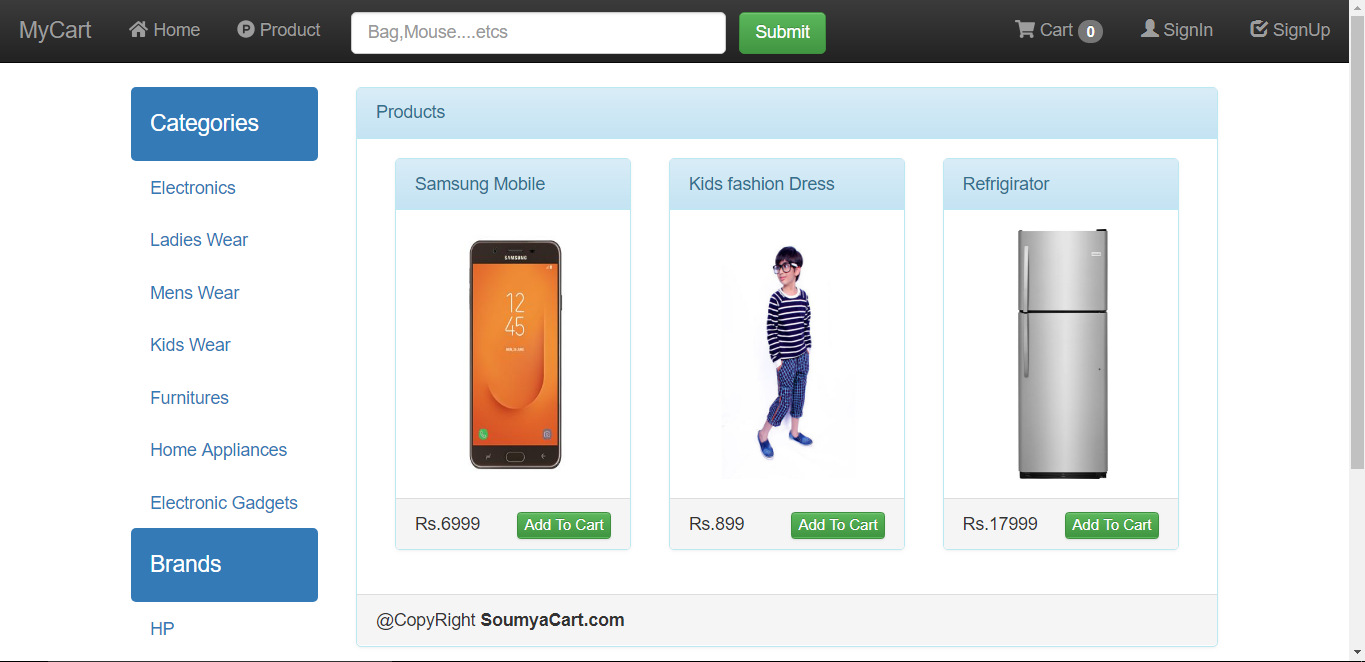 MyCart Home Product Bag,Mouse....etcs Submit Cart 0 SignIn SignUp
Categories
Electronics
Ladies Wear
Mens Wear
Kids Wear
Furnitures
Home Appliances
Electronic Gadgets
Brands
HP
Products
Samsung Mobile
SAMSUNG
12
45
Rs.6999 Add To Cart
Kids fashion Dress
Rs.899 Add To Cart
Refrigirator
Rs.17999 Add To Cart
@CopyRight SoumyaCart.com